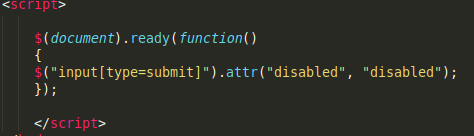 <script>
$(document).ready(function()
{
$("input[type=submit]").attr("disabled", "disabled");
});
</script>